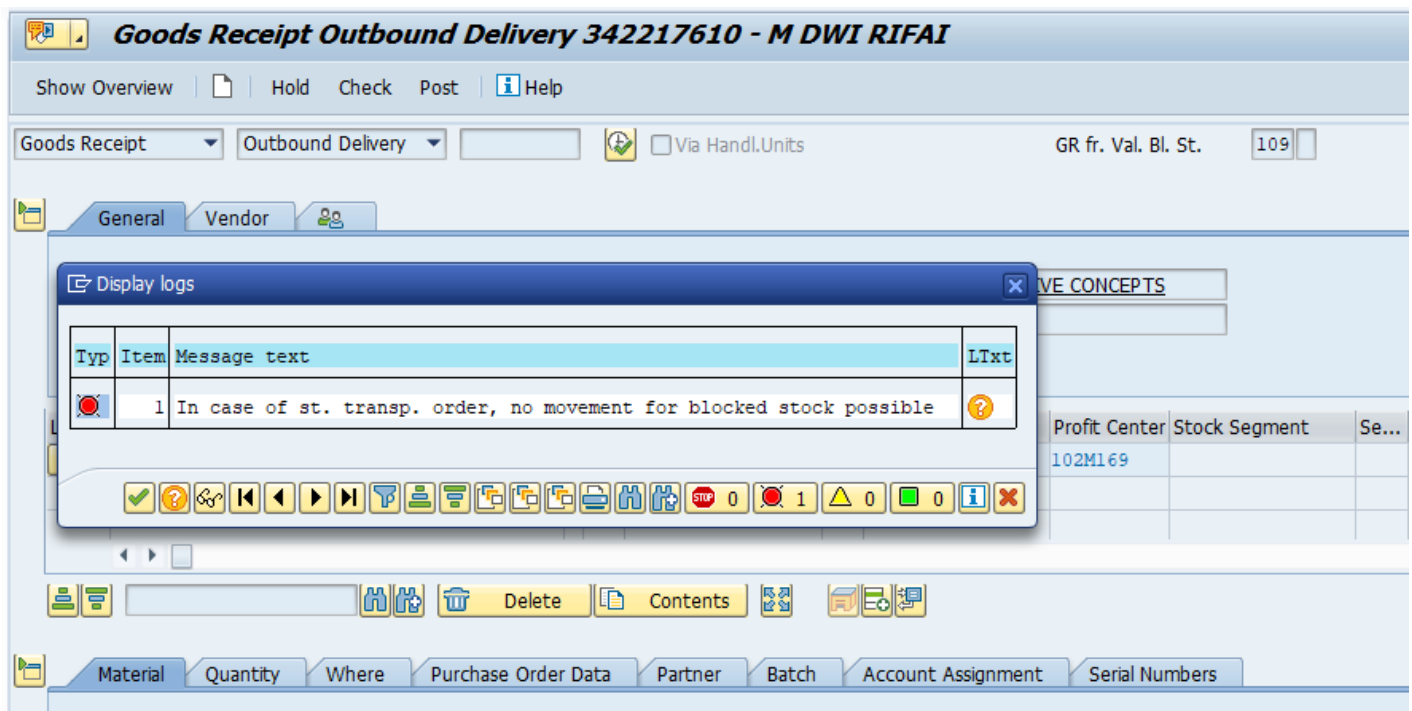 Goods Receipt Outbound Delivery 342217610 - M DWI RIFAI
Show Overview Hold Check Post Help
Goods Receipt Outbound Delivery Via Handl.Units GR fr. Val. Bl. St. 109
General Vendor
Display logs
IVE CONCEPTS
Typ Item Message text LTxt
1 In case of st. transp. order, no movement for blocked stock possible
L Profit Center Stock Segment Se...
102M169
STOP 0 1 0 0
Delete Contents
Material Quantity Where Purchase Order Data Partner Batch Account Assignment Serial Numbers